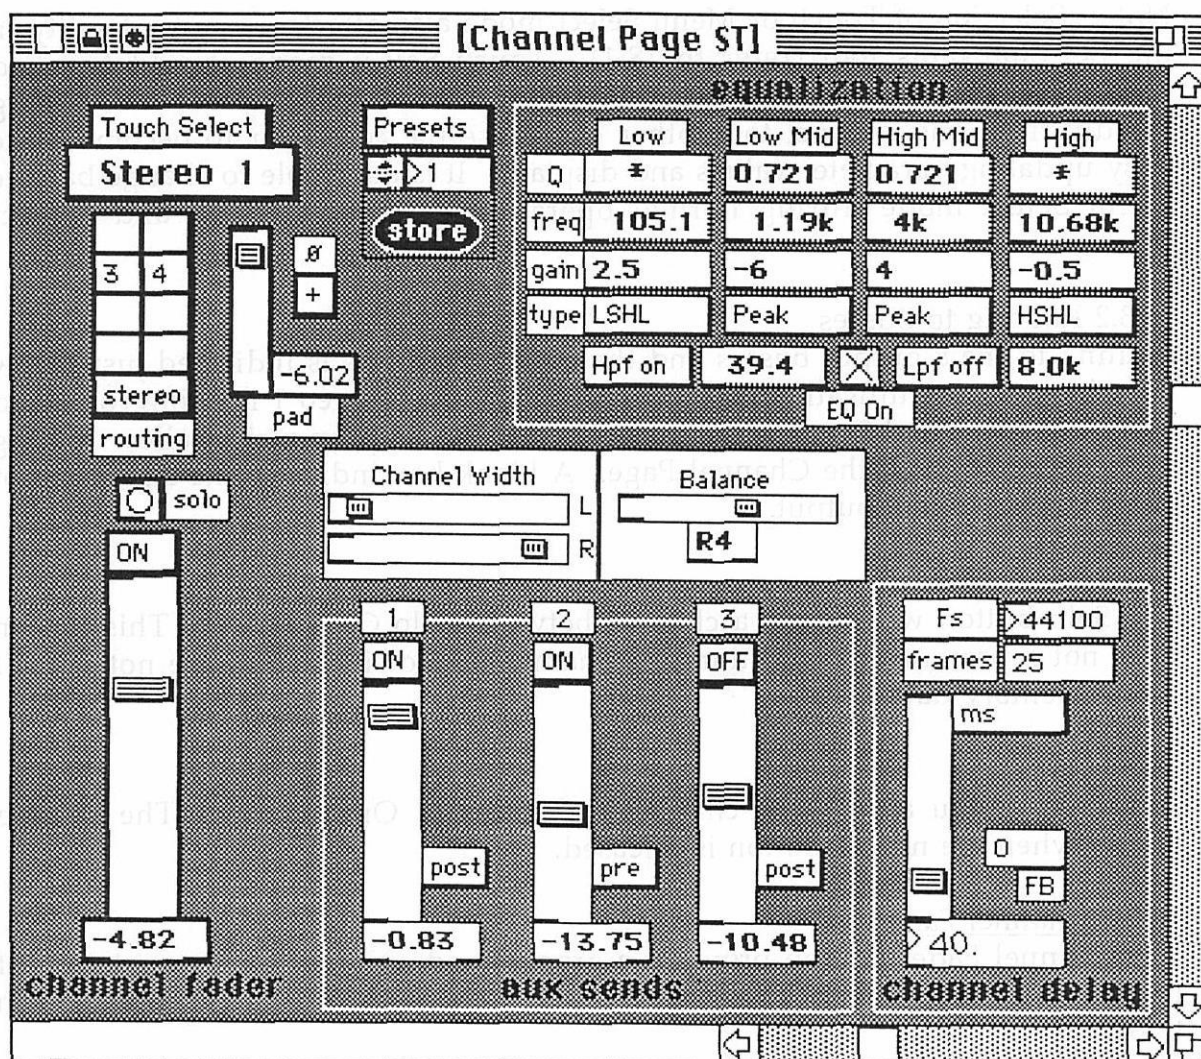 [Channel Page ST]
equalization
Touch Select
Stereo 1
Presets
1
store
3 4
stereo
routing
ø
+
-6.02
pad
Low Low Mid High Mid High
Q * 0.721 0.721 *
freq 105.1 1.19k 4k 10.68k
gain 2.5 -6 4 -0.5
type LSHL Peak Peak HSHL
Hpf on 39.4 Lpf off 8.0k
EQ On
solo
Channel Width
L
R
Balance
R4
ON
-4.82
channel fader
1 2 3
ON ON OFF
post pre post
-0.83 -13.75 -10.48
aux sends
Fs 44100
frames 25
ms
0
FB
40
channel delay